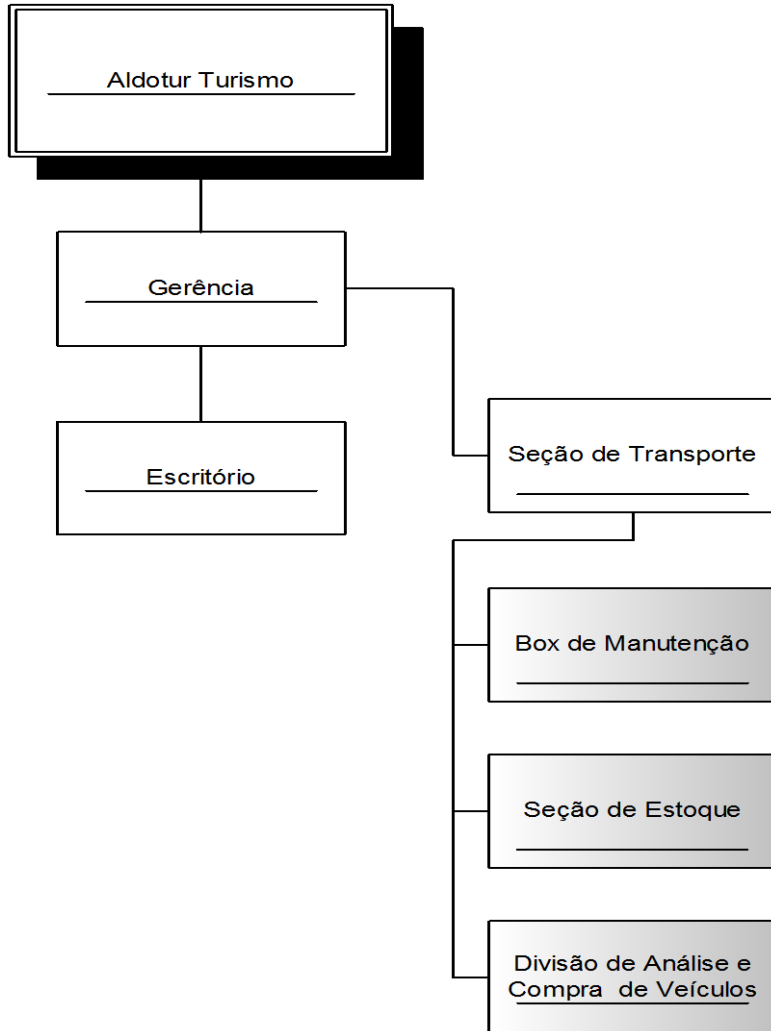 Aldotur Turismo
Gerência
Escritório
Seção de Transporte
Box de Manutenção
Seção de Estoque
Divisão de Análise e
Compra de Veículos